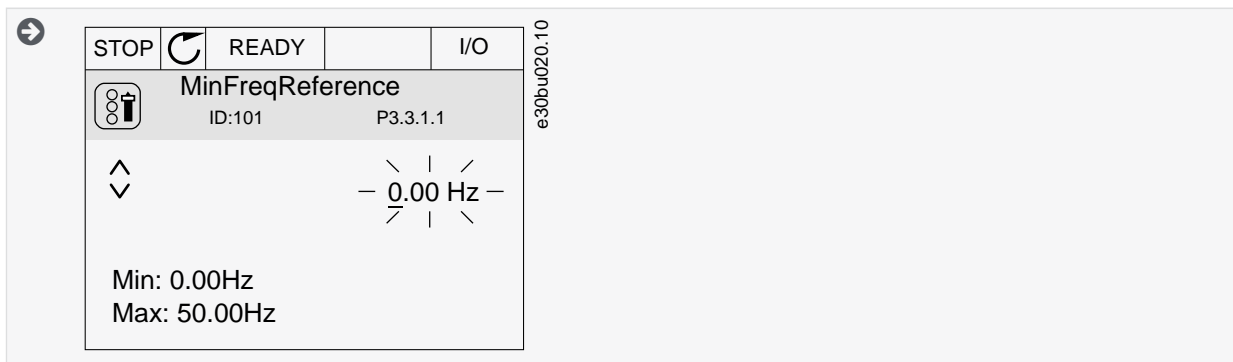 STOP READY I/O
MinFreqReference
ID:101 P3.3.1.1
0.00 Hz
Min: 0.00Hz
Max: 50.00Hz
e30bu020.10